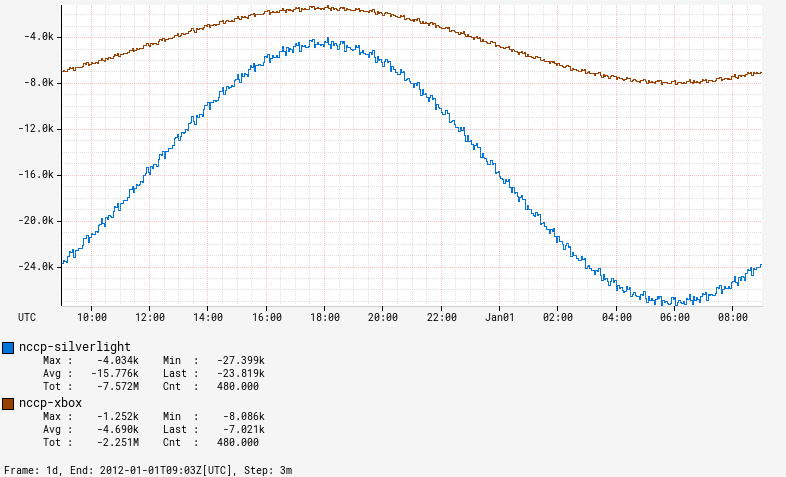 -4.0k
-8.0k
-12.0k
-16.0k
-20.0k
-24.0k
UTC 10:00 12:00 14:00 16:00 18:00 20:00 22:00 Jan01 02:00 04:00 06:00 08:00
nccp-silverlight
Max : -4.034k Min : -27.399k
Avg : -15.776k Last : -23.819k
Tot : -7.572M Cnt : 480.000
nccp-xbox
Max : -1.252k Min : -8.086k
Avg : -4.690k Last : -7.021k
Tot : -2.251M Cnt : 480.000
Frame: 1d, End: 2012-01-01T09:03Z[UTC], Step: 3m